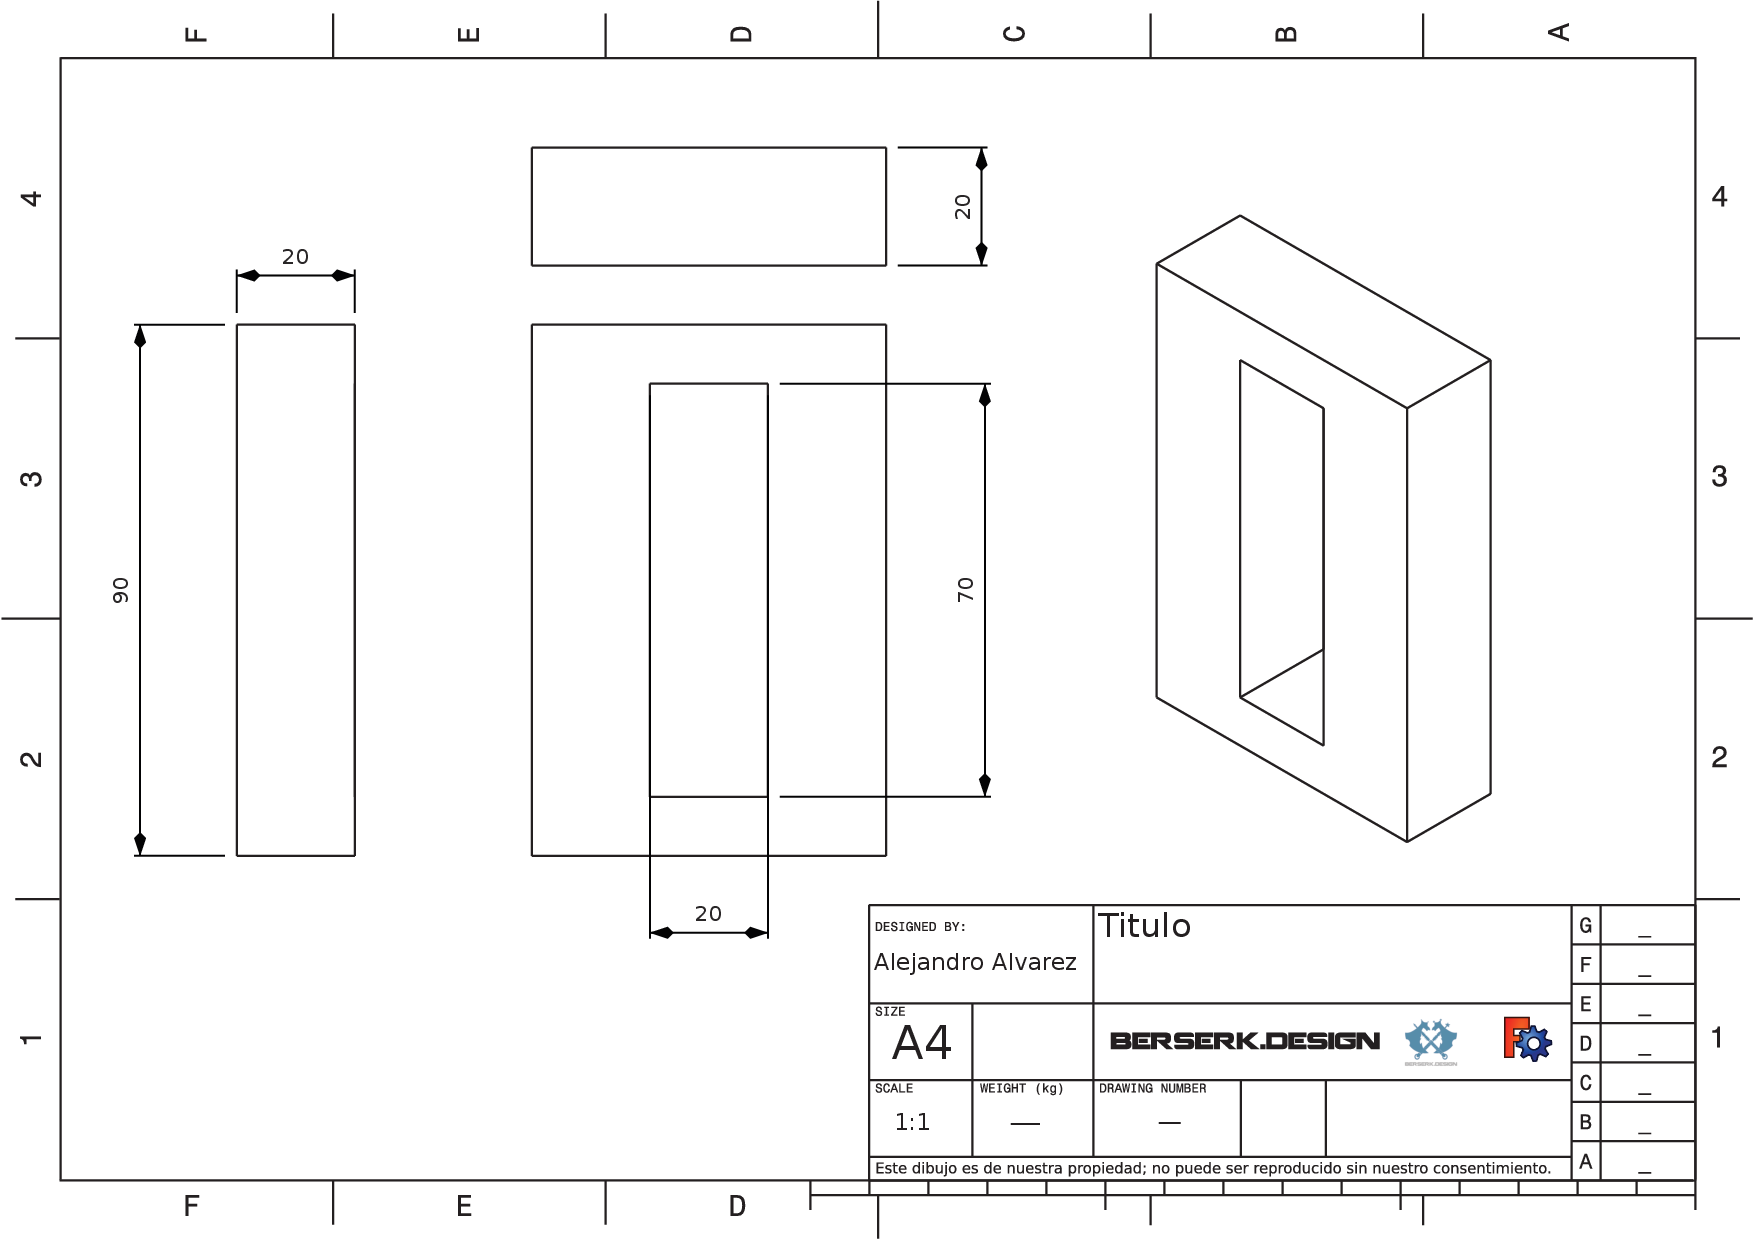 F E D C B A
4 4
20
20
3 3
90
70
2 2
20
DESIGNED BY:
Alejandro Alvarez
Titulo
G _
F _
SIZE
A4
BERSERK.DESIGN
BERSERK.DESIGN
E _
D _
1 1
SCALE
1:1
WEIGHT (kg)
—
DRAWING NUMBER
—
C _
B _
Este dibujo es de nuestra propiedad; no puede ser reproducido sin nuestro consentimiento.
A _
F E D